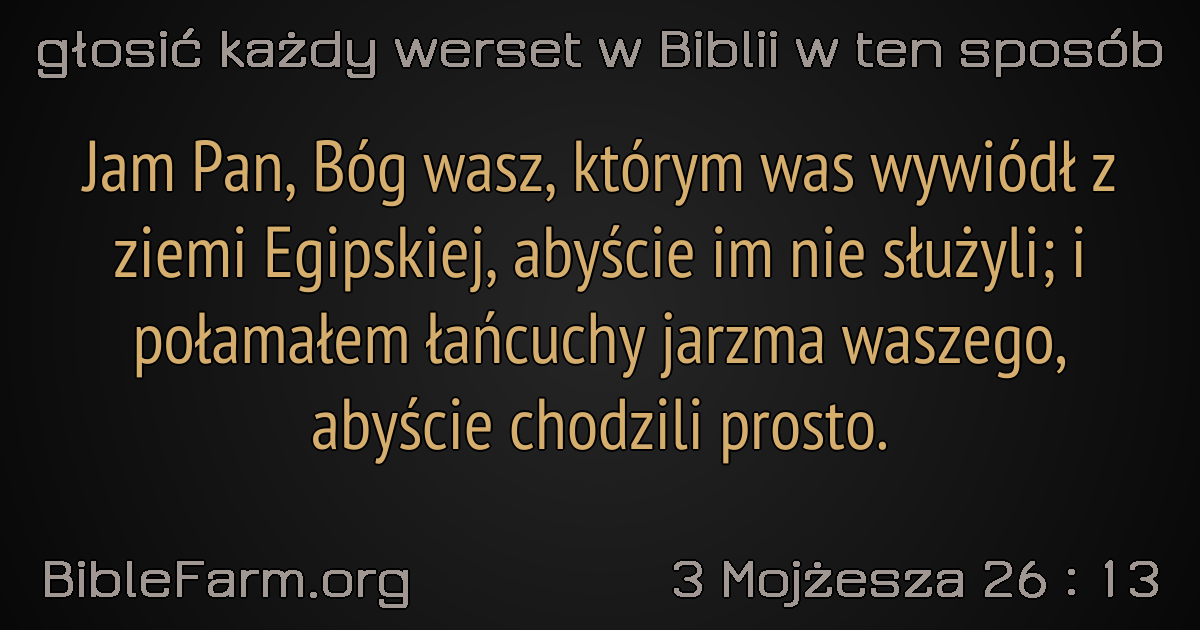 głosić każdy werset w Biblii w ten sposób
Jam Pan, Bóg wasz, którym was wywiódł z
ziemi Egipskiej, abyście im nie służyli; i
połamałem łańcuchy jarzma waszego,
abyście chodzili prosto.
BibleFarm.org
3 Mojżesza 26 : 13